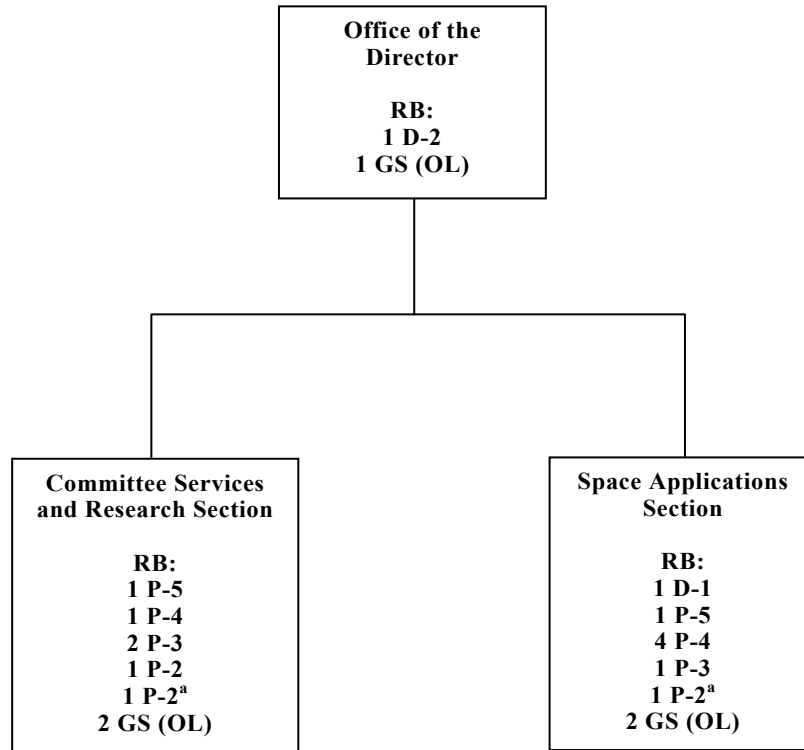 Office of the
Director
RB:
1 D-2
1 GS (OL)
Committee Services
and Research Section
RB:
1 P-5
1 P-4
2 P-3
1 P-2
1 P-2ᵃ
2 GS (OL)
Space Applications
Section
RB:
1 D-1
1 P-5
4 P-4
1 P-3
1 P-2ᵃ
2 GS (OL)